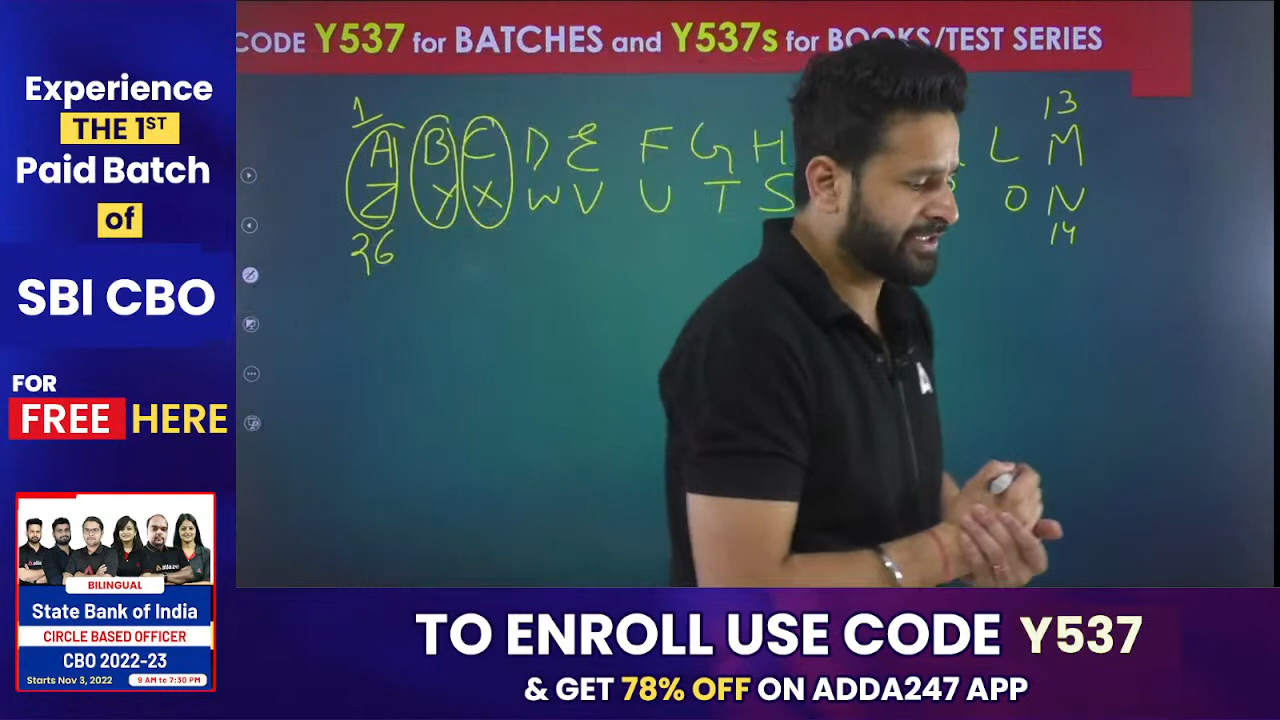 CODE Y537 for BATCHES and Y537s for BOOKS/TEST SERIES
Experience
THE 1ST
Paid Batch
of
SBI CBO
FOR
FREE HERE
BILINGUAL
State Bank of India
CIRCLE BASED OFFICER
CBO 2022-23
Starts Nov 3, 2022 9 AM to 7:30 PM
1 13
A B C D E F G H L M
Z Y X W V U T S O N
26 14
TO ENROLL USE CODE Y537
& GET 78% OFF ON ADDA247 APP